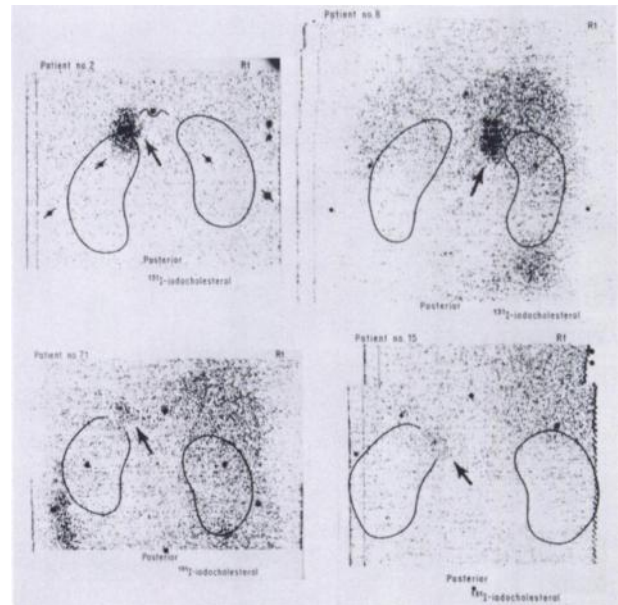 Patient no. 2
Rt
Posterior
131I-iodocholesterol
Patient no. 8
Rt
Posterior
131I-iodocholesterol
Patient no.
Rt
Posterior
131I-iodocholesterol
Patient no. 15
Rt
Posterior
131I-iodocholesterol